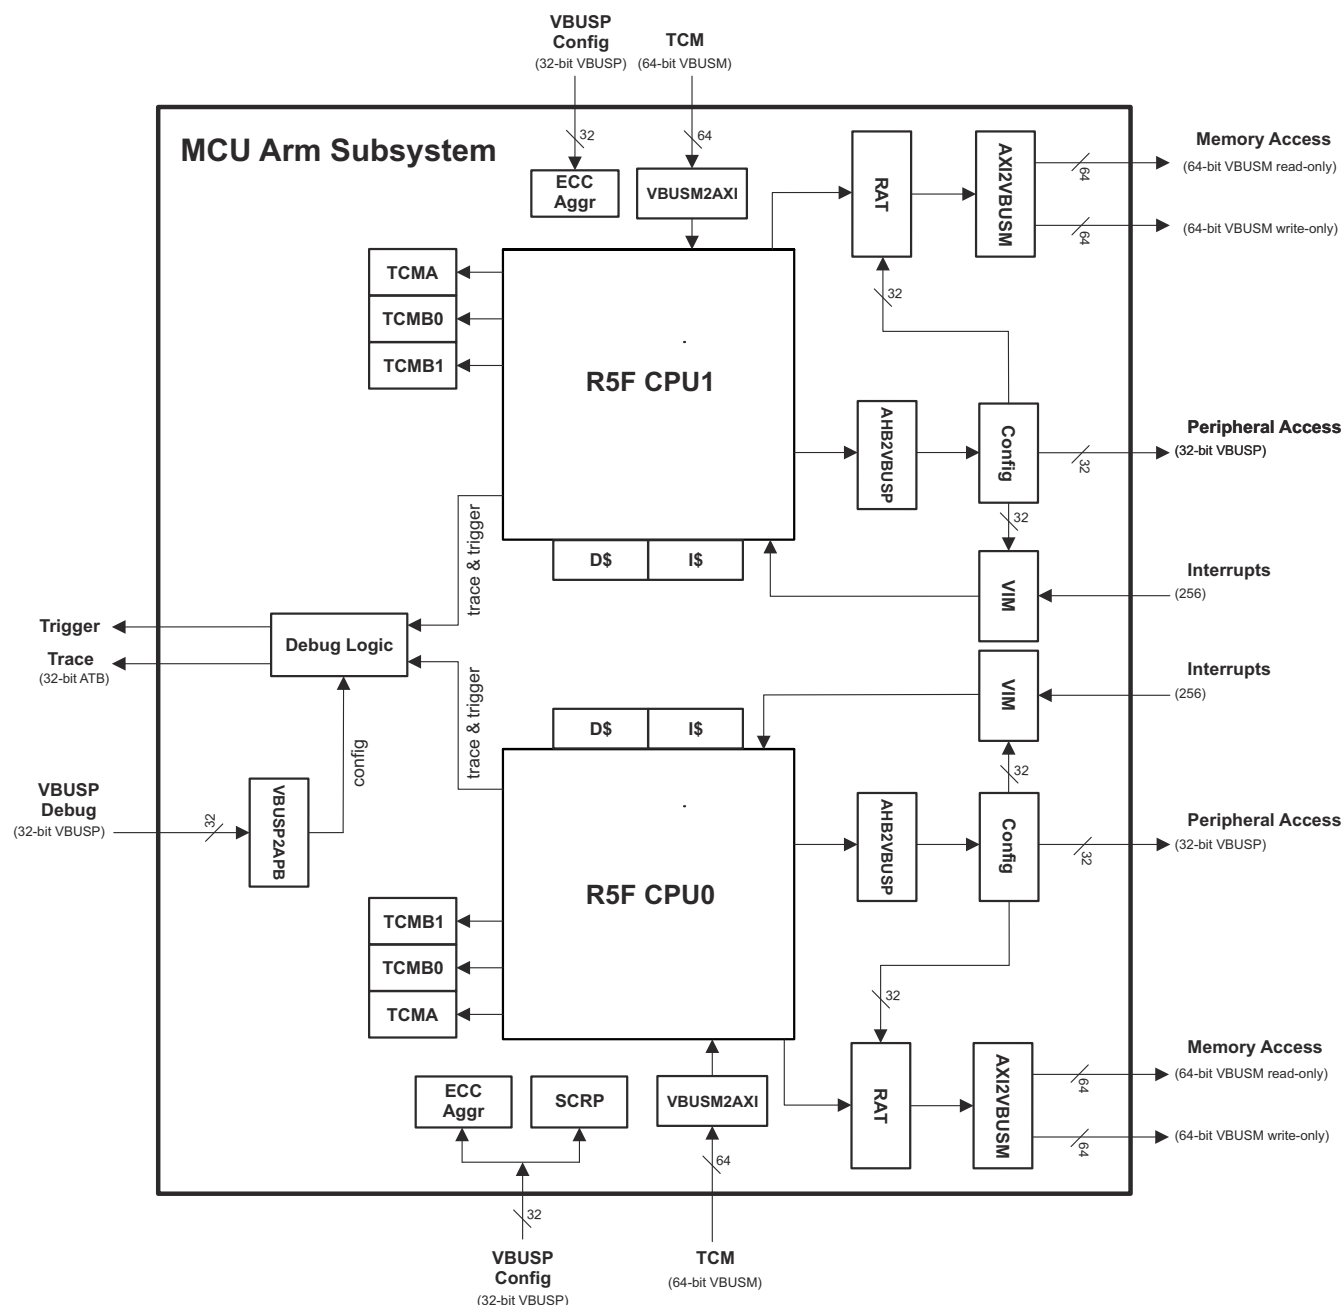 VBUSP
Config
(32-bit VBUSP)
TCM
(64-bit VBUSM)
32
64
MCU Arm Subsystem
ECC
Aggr
VBUSM2AXI
RAT
AXI2VBUSM
64
64
Memory Access
(64-bit VBUSM read-only)
(64-bit VBUSM write-only)
TCMA
TCMB0
TCMB1
R5F CPU1
32
AHB2VBUSP
Config
32
Peripheral Access
(32-bit VBUSP)
32
trace & trigger
D$
I$
VIM
Interrupts
(256)
Trigger
Trace
(32-bit ATB)
Debug Logic
VIM
Interrupts
(256)
trace & trigger
config
D$
I$
32
VBUSP
Debug
(32-bit VBUSP)
32
VBUSP2APB
R5F CPU0
AHB2VBUSP
Config
32
Peripheral Access
(32-bit VBUSP)
TCMB1
TCMB0
TCMA
32
ECC
Aggr
SCRP
VBUSM2AXI
RAT
AXI2VBUSM
64
64
Memory Access
(64-bit VBUSM read-only)
(64-bit VBUSM write-only)
32
64
VBUSP
Config
(32-bit VBUSP)
TCM
(64-bit VBUSM)